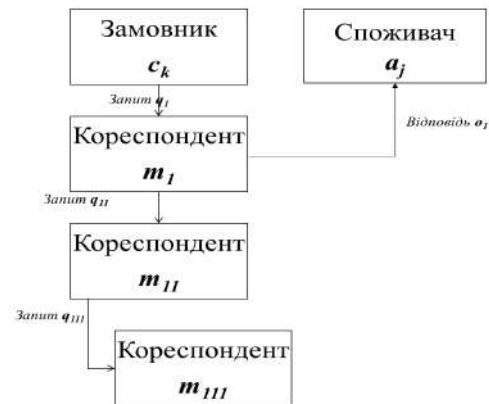 Замовник
c_k
Споживач
a_j
Запит q_I
Кореспондент
m_I
Відповідь o_I
Запит q_II
Кореспондент
m_II
Запит q_III
Кореспондент
m_III